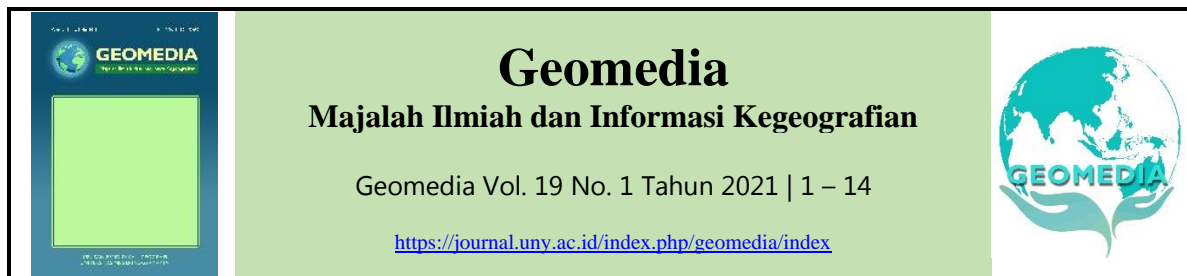 GEOMEDIA
Geomedia
Majalah Ilmiah dan Informasi Kegeografian
Geomedia Vol. 19 No. 1 Tahun 2021 | 1 – 14
https://journal.uny.ac.id/index.php/geomedia/index
GEOMEDIA